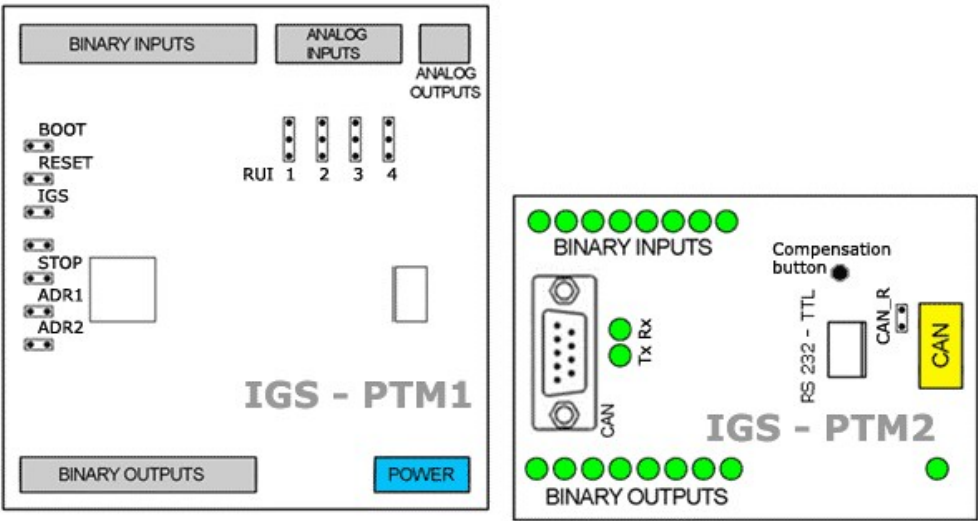 BINARY INPUTS
ANALOG
INPUTS
ANALOG
OUTPUTS
BOOT
RESET
IGS
STOP
ADR1
ADR2
RUI 1 2 3 4
IGS - PTM1
BINARY OUTPUTS
POWER
BINARY INPUTS
Compensation
button
Tx Rx
CAN
RS 232 - TTL
CAN_R
CAN
IGS - PTM2
BINARY OUTPUTS